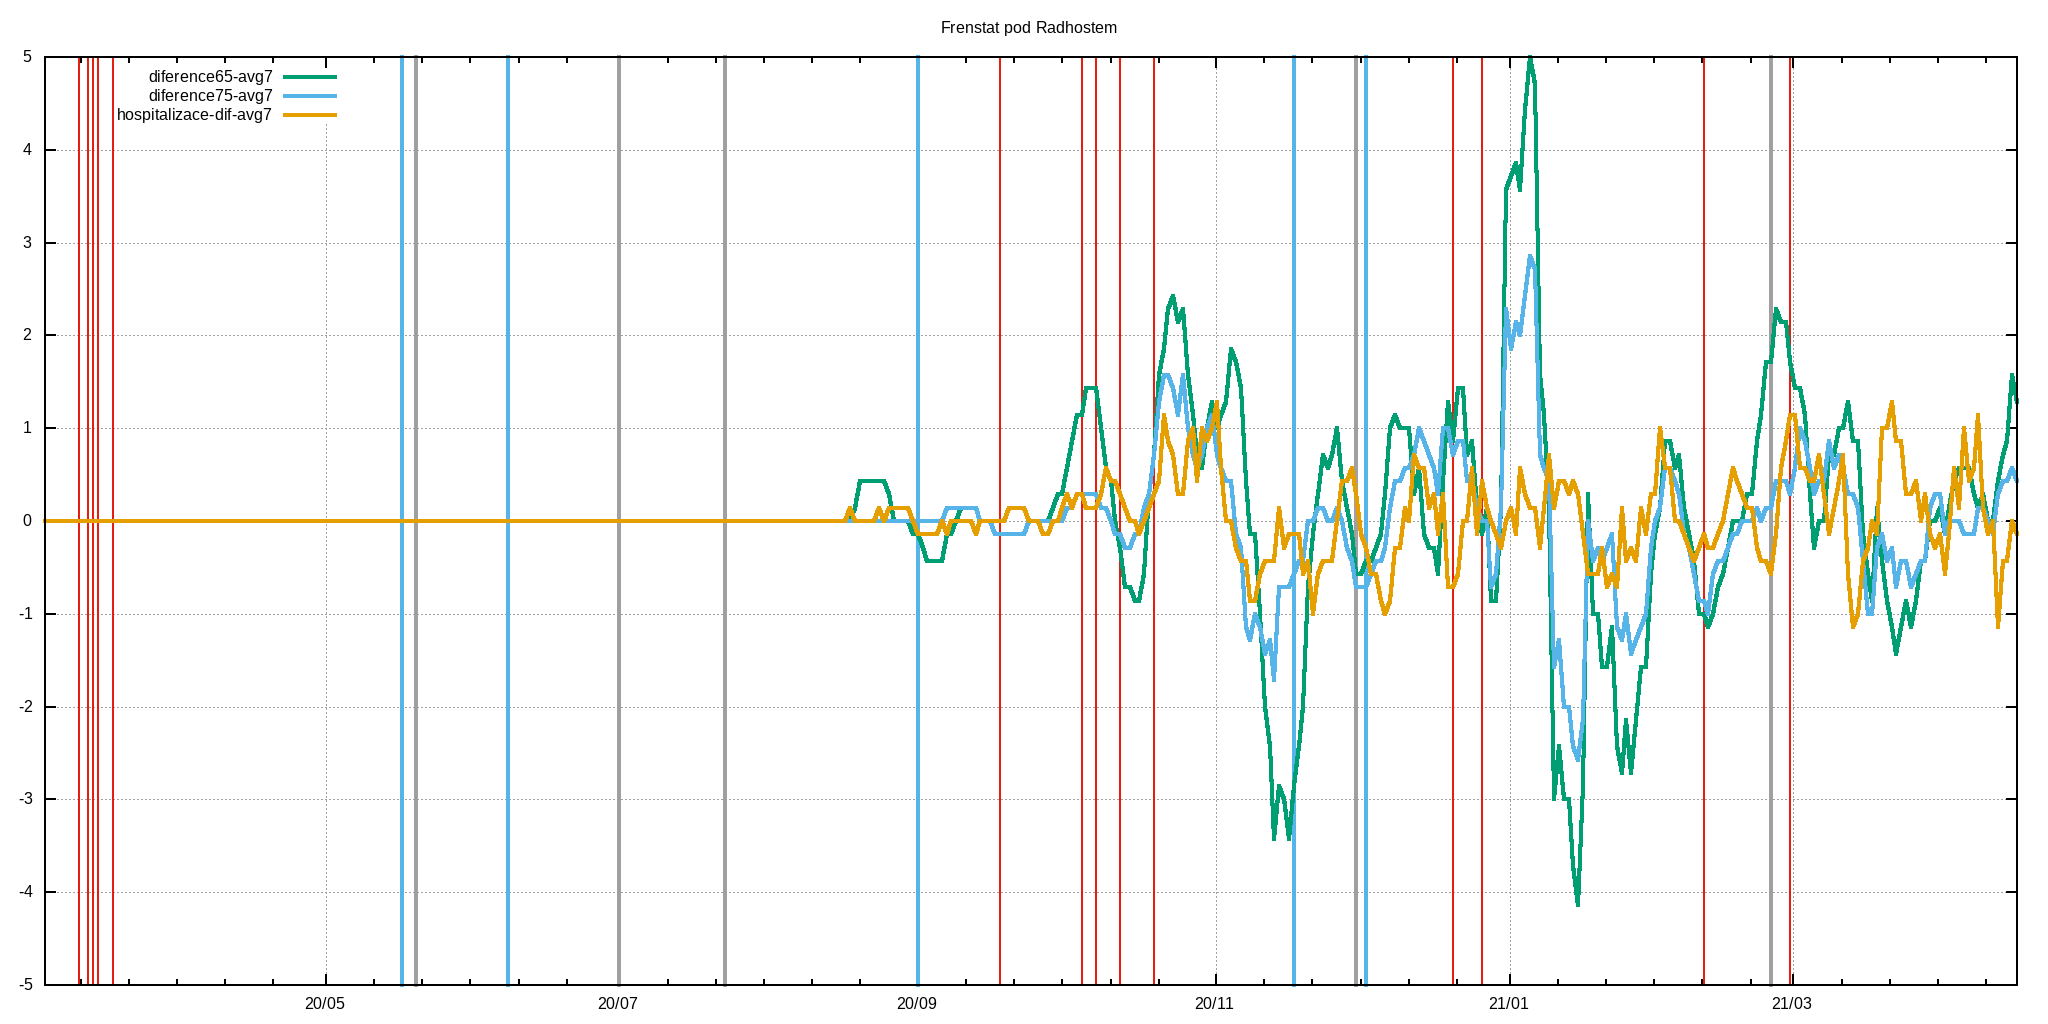 Frenstat pod Radhostem
diference65-avg7
diference75-avg7
hospitalizace-dif-avg7
5
4
3
2
1
0
-1
-2
-3
-4
-5
20/05 20/07 20/09 20/11 21/01 21/03